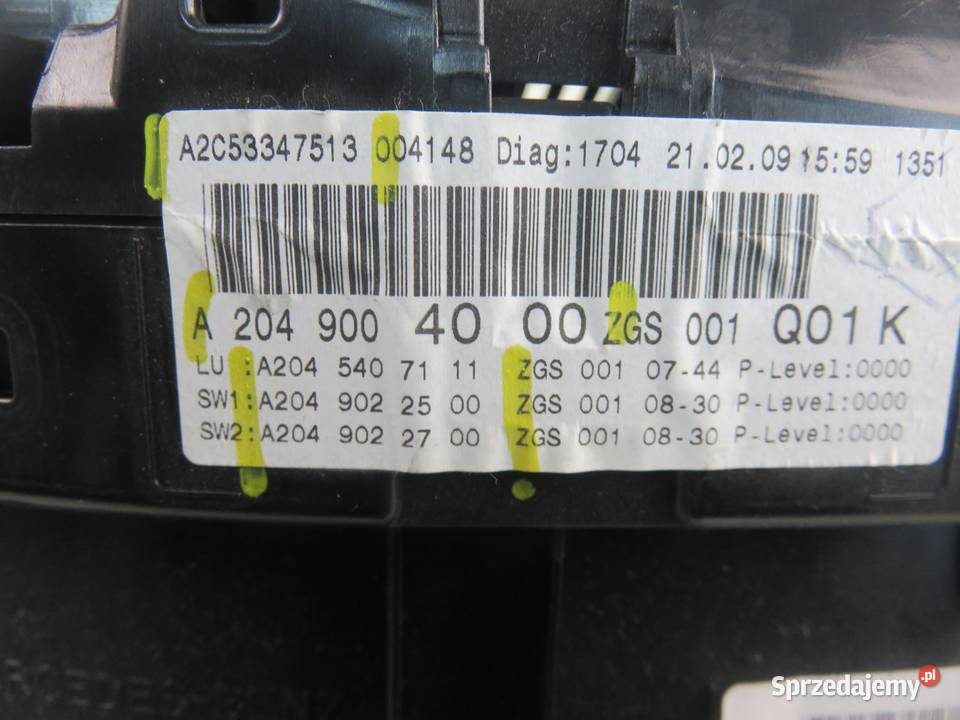 A2C53347513 004148 Diag:1704 21.02.09 15:59 1351
A 204 900 40 00 ZGS 001 Q01 K
LU :A204 540 71 11 ZGS 001 07-44 P-Level:0000
SW1:A204 902 25 00 ZGS 001 08-30 P-Level:0000
SW2:A204 902 27 00 ZGS 001 08-30 P-Level:0000
Sprzedajemy.pl